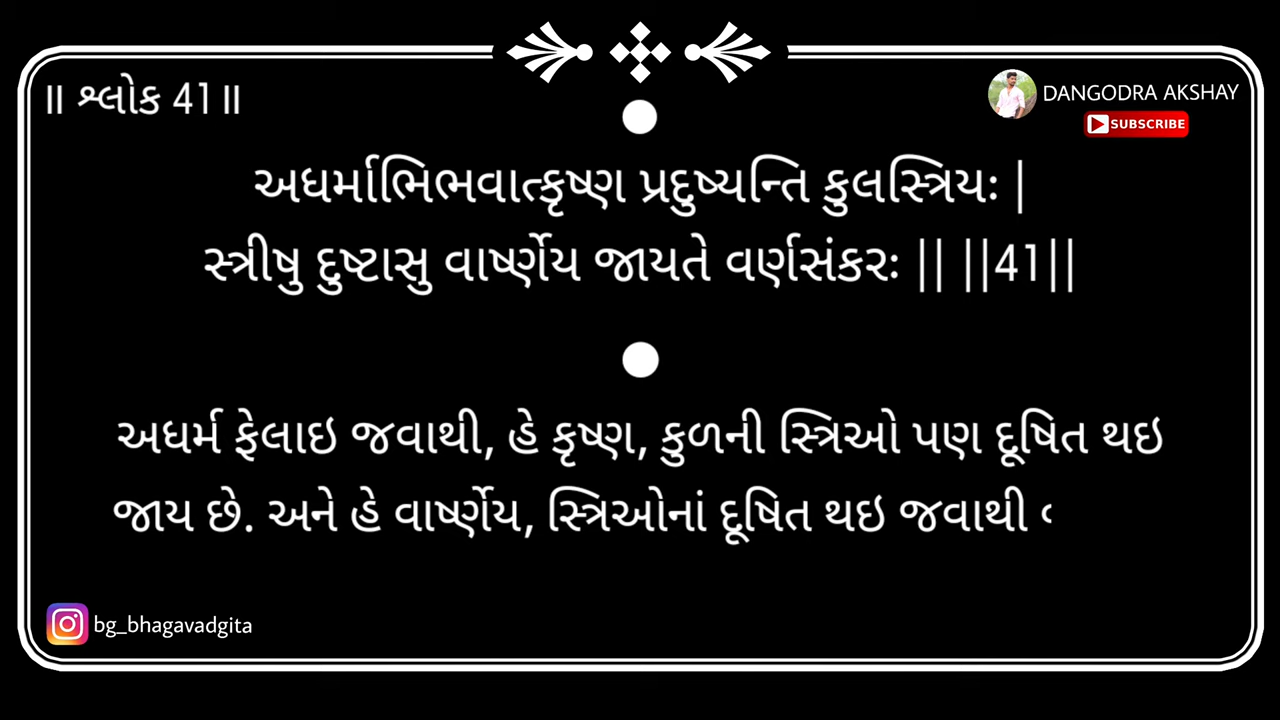 ॥ શ્લોક 41॥
DANGODRA AKSHAY
SUBSCRIBE
અધર્માભિભવાત્કૃષ્ણ પ્રદુષ્યન્તિ કુલસ્ત્રિયઃ |
સ્ત્રીષુ દુષ્ટાસુ વાર્ષ્ણેય જાયતે વર્ણસંકરઃ || ||41||
અધર્મ ફેલાઇ જવાથી, હે કૃષ્ણ, કુળની સ્ત્રિઓ પણ દૂષિત થઇ
જાય છે. અને હે વાર્ષ્ણેય, સ્ત્રિઓનાં દૂષિત થઇ જવાથી
bg_bhagavadgita